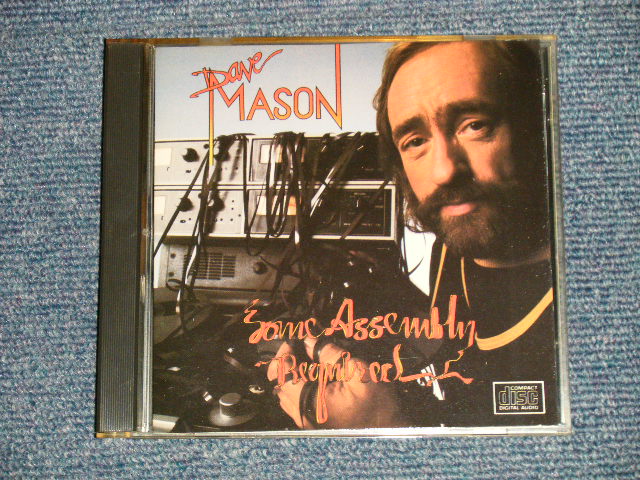 Dave
MASON
Some Assembly
Required
COMPACT
disc
DIGITAL AUDIO